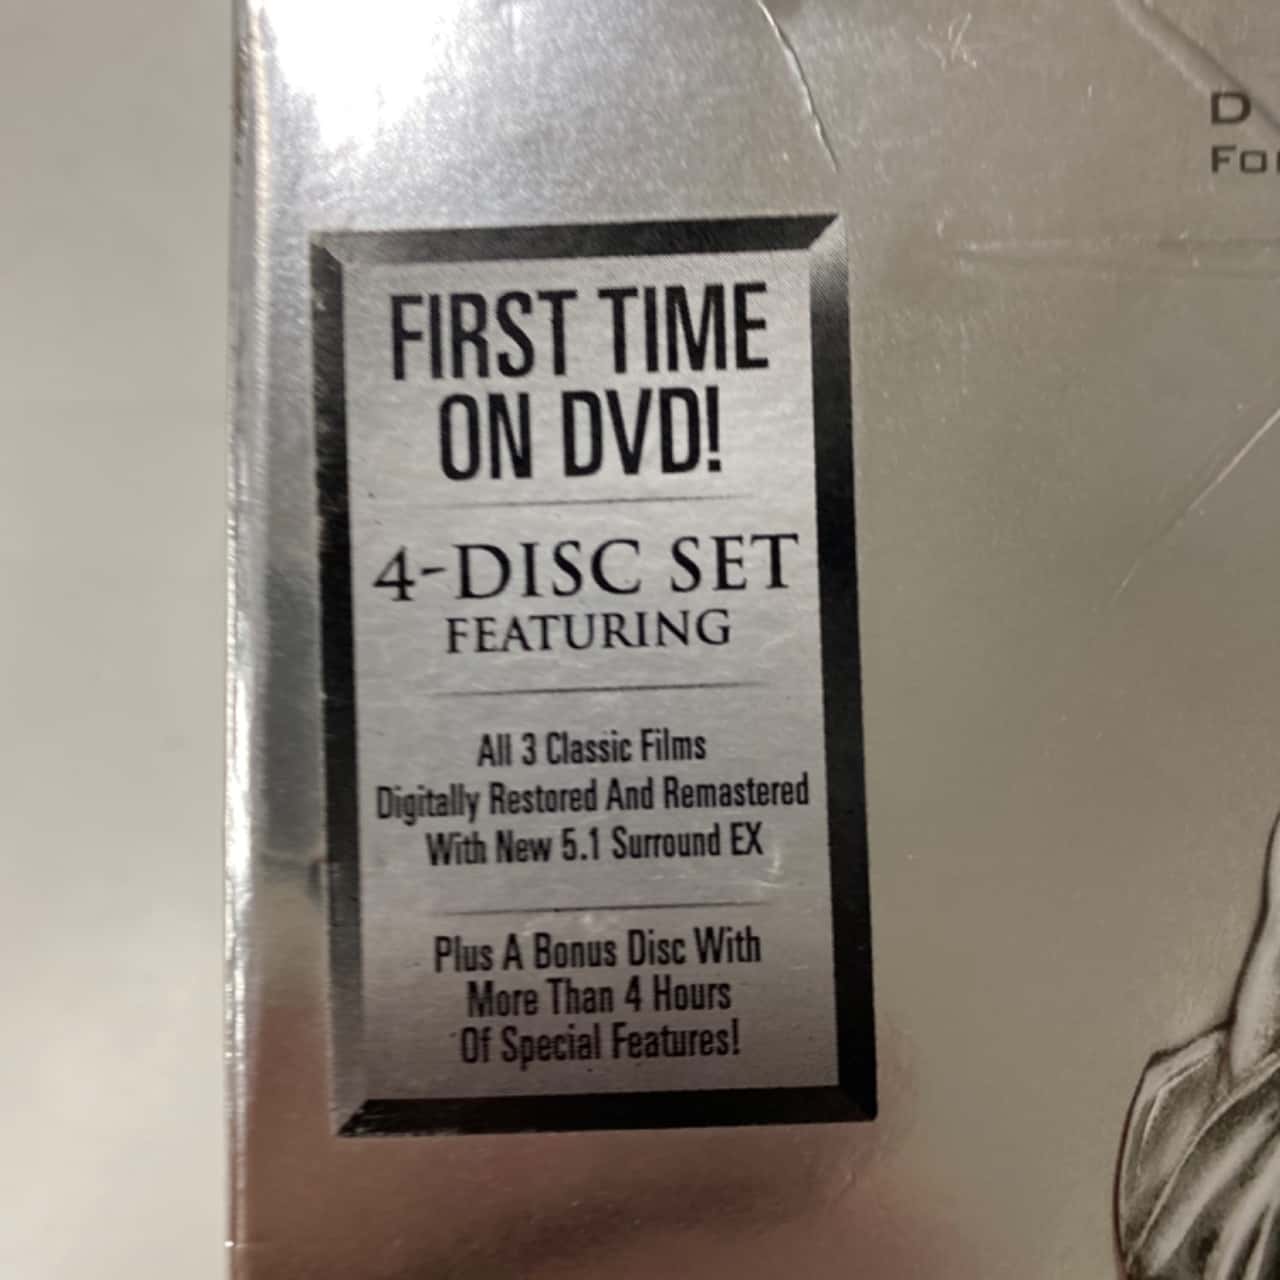 FIRST TIME
ON DVD!
4-DISC SET
FEATURING
All 3 Classic Films
Digitally Restored And Remastered
With New 5.1 Surround EX
Plus A Bonus Disc With
More Than 4 Hours
Of Special Features!